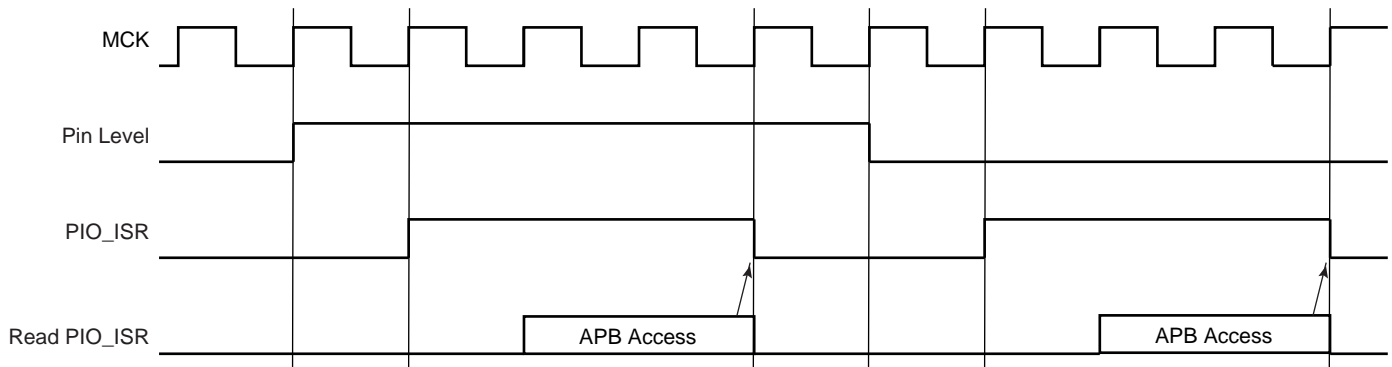 MCK
Pin Level
PIO_ISR
Read PIO_ISR
APB Access
APB Access